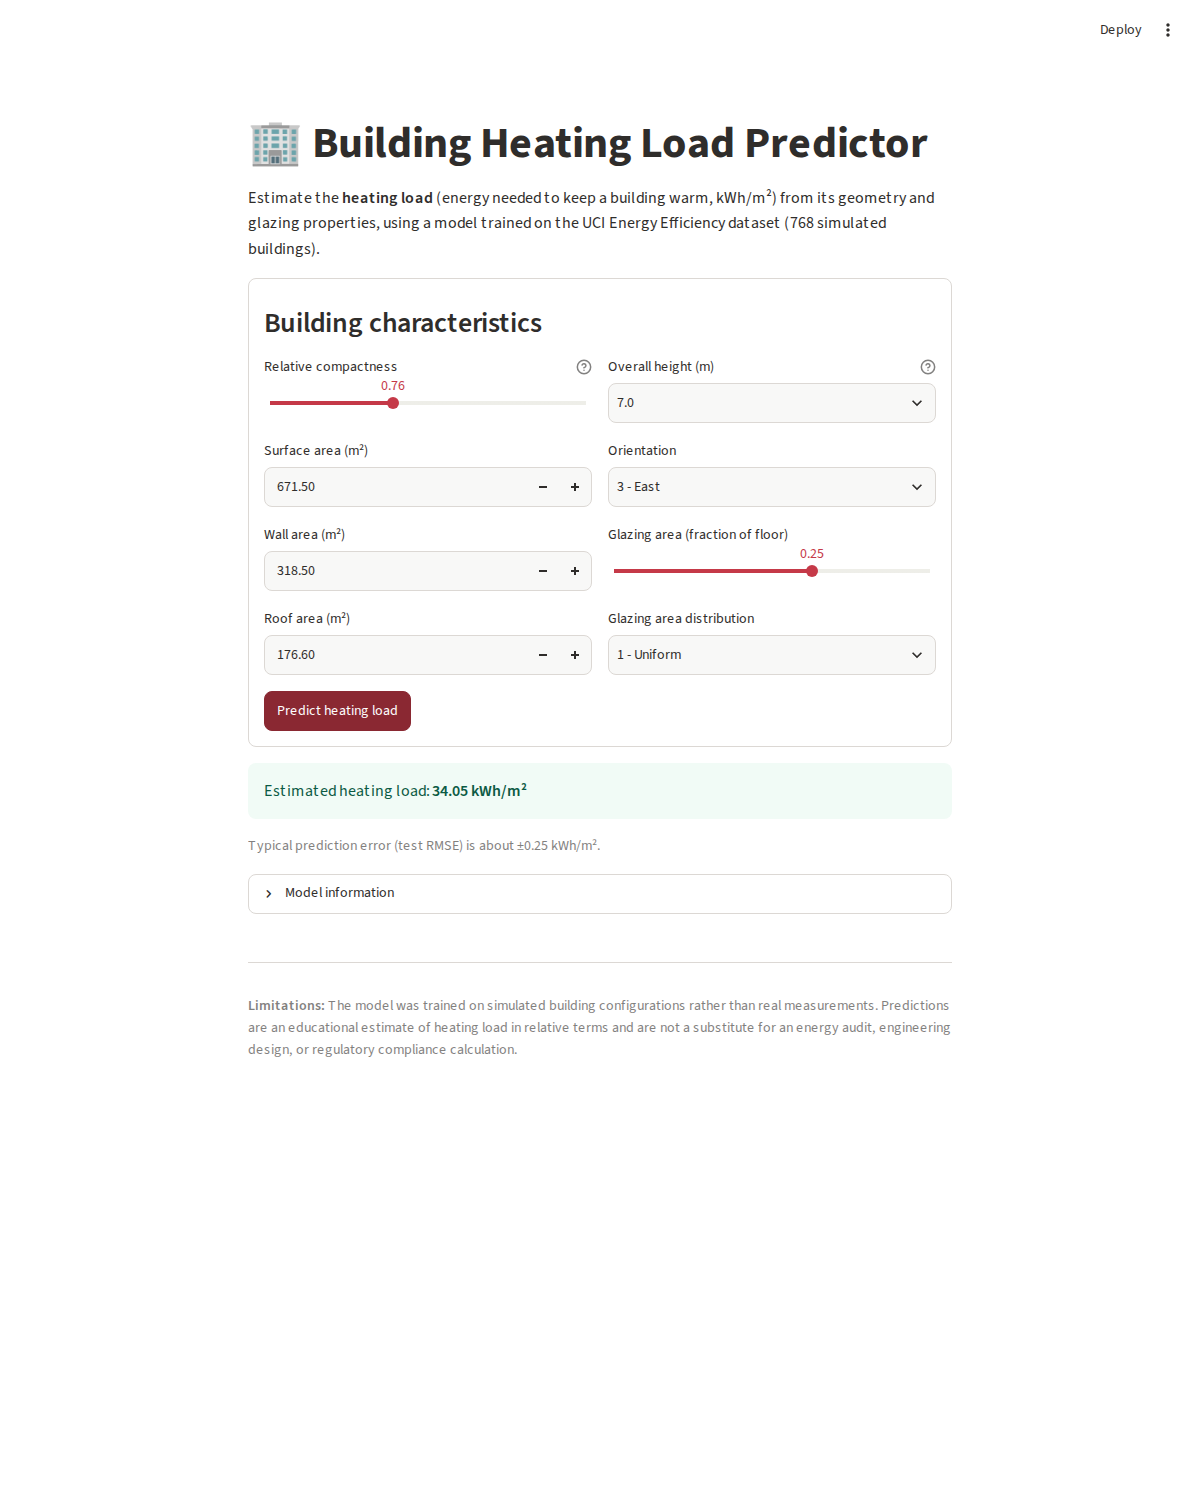 Deploy
Building Heating Load Predictor
Estimate the heating load (energy needed to keep a building warm, kWh/m²) from its geometry and
glazing properties, using a model trained on the UCI Energy Efficiency dataset (768 simulated
buildings).
Building characteristics
Relative compactness
0.76
Overall height (m)
7.0
Surface area (m²)
671.50
Orientation
3 - East
Wall area (m²)
318.50
Glazing area (fraction of floor)
0.25
Roof area (m²)
176.60
Glazing area distribution
1 - Uniform
Predict heating load
Estimated heating load: 34.05 kWh/m²
Typical prediction error (test RMSE) is about ±0.25 kWh/m².
Model information
Limitations: The model was trained on simulated building configurations rather than real measurements. Predictions
are an educational estimate of heating load in relative terms and are not a substitute for an energy audit, engineering
design, or regulatory compliance calculation.